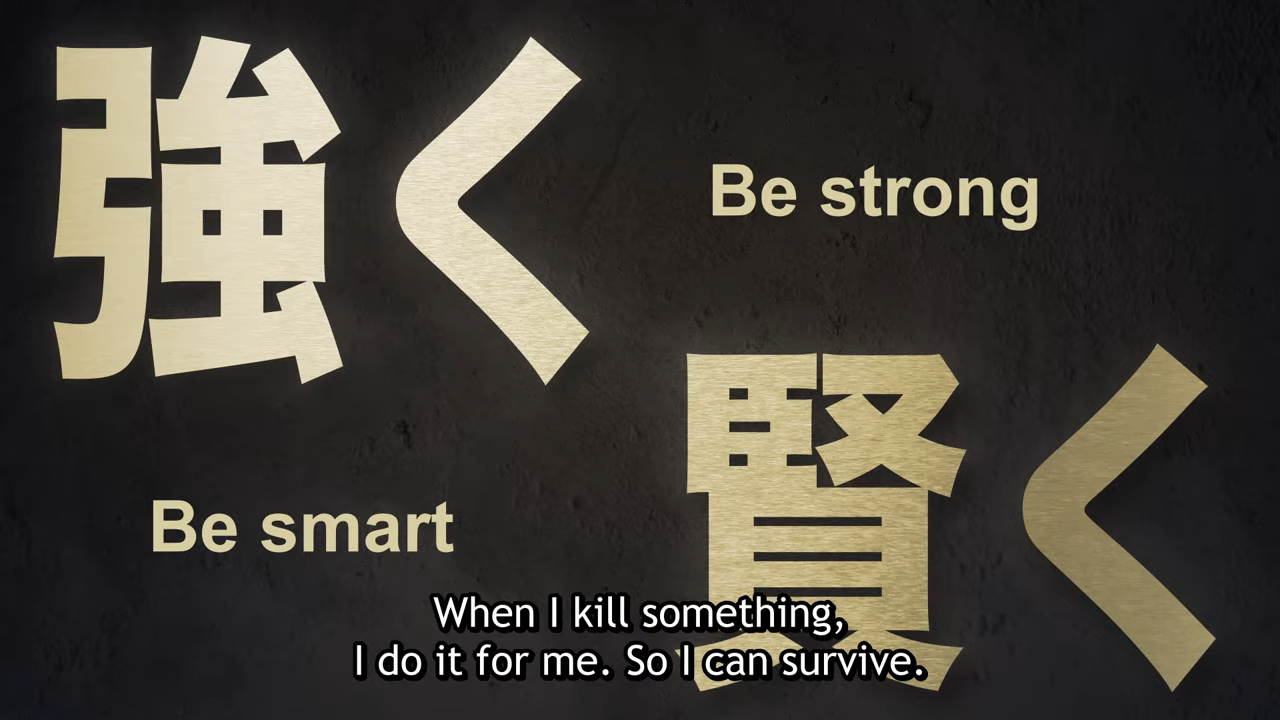 強く
Be strong
賢く
Be smart
When I kill something,
I do it for me. So I can survive.